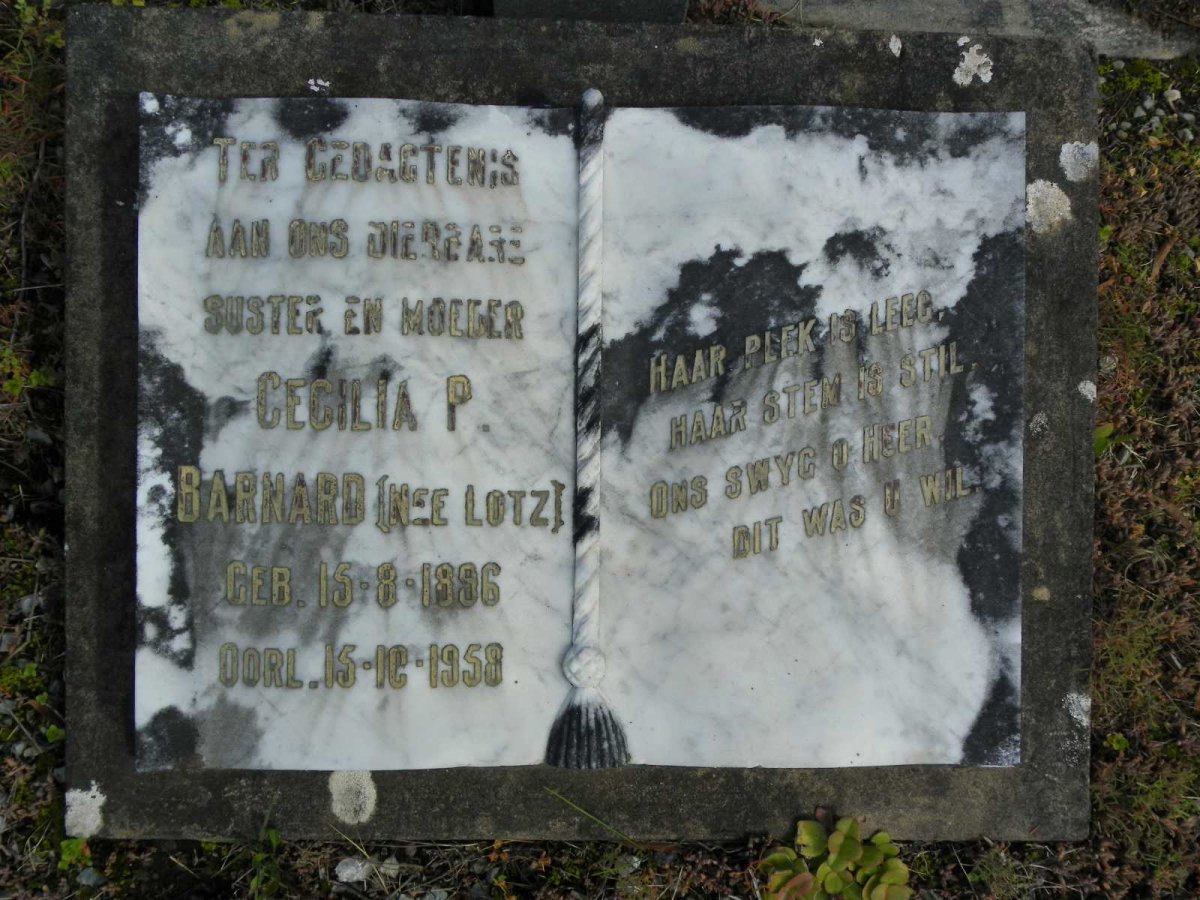 TER GEDAGTENIS
AAN ONS DIERBARE
SUSTER EN MOEDER
CECILIA P.
BARNARD (NEE LOTZ)
GEB. 15·8·1896
OORL. 15·10·1958
HAAR PLEK IS LEEG,
HAAR STEM IS STIL.
ONS SWYG O HEER,
DIT WAS U WIL.